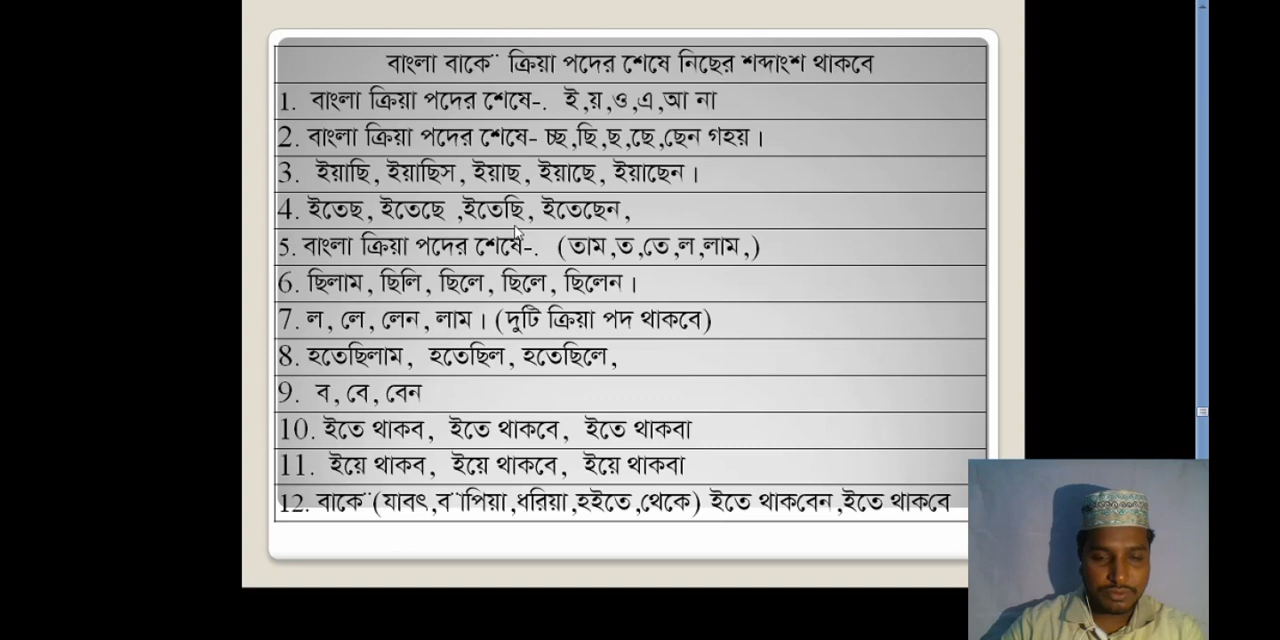 বাংলা বাকে¨ ক্রিয়া পদের শেষে নিছের শব্দাংশ থাকবে
1. বাংলা ক্রিয়া পদের শেষে-. ই,য়,ও,এ,আ না
2. বাংলা ক্রিয়া পদের শেষে- চ্ছ,ছি,ছ,ছে,ছেন গহয়।
3. ইয়াছি, ইয়াছিস, ইয়াছ, ইয়াছে, ইয়াছেন।
4. ইতেছ, ইতেছে ,ইতেছি, ইতেছেন,
5. বাংলা ক্রিয়া পদের শেষে-. (তাম,ত,তে,ল,লাম,)
6. ছিলাম, ছিলি, ছিলে, ছিলে, ছিলেন।
7. ল, লে, লেন, লাম। (দুটি ক্রিয়া পদ থাকবে)
8. হতেছিলাম, হতেছিল, হতেছিলে,
9. ব, বে, বেন
10. ইতে থাকব, ইতে থাকবে, ইতে থাকবা
11. ইয়ে থাকব, ইয়ে থাকবে, ইয়ে থাকবা
12. বাকে¨(যাবৎ,ব¨াপিয়া,ধরিয়া,হইতে,থেকে) ইতে থাকবেন,ইতে থাকবে